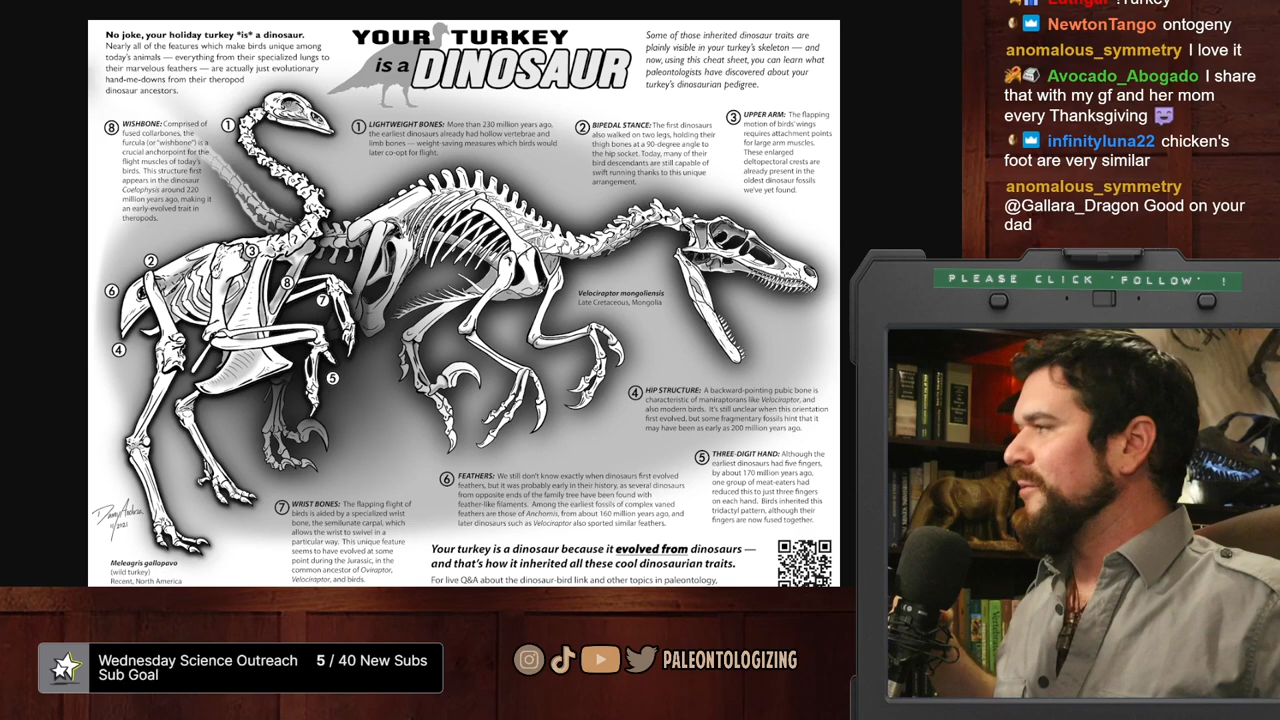 No joke, your holiday turkey *is* a dinosaur.
Nearly all of the features which make birds unique among
today's animals — everything from their specialized lungs to
their marvelous feathers — are actually just evolutionary
hand-me-downs from their theropod
dinosaur ancestors.
YOUR TURKEY
is a DINOSAUR
Some of those inherited dinosaur traits are
plainly visible in your turkey's skeleton — and
now, using this cheat sheet, you can learn what
paleontologists have discovered about your
turkey's dinosaurian pedigree.
8 WISHBONE: Comprised of
fused collarbones, the
furcula (or "wishbone") is a
crucial anchorpoint for the
flight muscles of today's
birds. This structure first
appears in the dinosaur
Coelophysis around 220
million years ago, making it
an early-evolved trait in
theropods.
1
1 LIGHTWEIGHT BONES: More than 230 million years ago,
the earliest dinosaurs already had hollow vertebrae and
limb bones — weight-saving measures which birds would
later co-opt for flight.
2 BIPEDAL STANCE: The first dinosaurs
also walked on two legs, holding their
thigh bones at a 90-degree angle to
the hip socket. Today, many of their
bird descendants are still capable of
swift running thanks to this unique
arrangement.
3 UPPER ARM: The flapping
motion of birds' wings
requires attachment points
for large arm muscles.
These enlarged
deltopectoral crests are
already present in the
oldest dinosaur fossils
we've yet found.
2
3
6
8
7
4
5
Velociraptor mongoliensis
Late Cretaceous, Mongolia
4 HIP STRUCTURE: A backward-pointing pubic bone is
characteristic of maniraptorans like Velociraptor, and
also modern birds. It's still unclear when this orientation
first evolved, but some fragmentary fossils hint that it
may have been as early as 200 million years ago.
5 THREE-DIGIT HAND: Although the
earliest dinosaurs had five fingers,
by about 170 million years ago,
one group of meat-eaters had
reduced this to just three fingers
on each hand. Birds inherited this
tridactyl pattern, although their
fingers are now fused together.
6 FEATHERS: We still don't know exactly when dinosaurs first evolved
feathers, but it was probably early in their history, as several dinosaurs
from opposite ends of the family tree have been found with
feather-like filaments. Among the earliest fossils of complex vaned
feathers are those of Anchiornis, from about 160 million years ago, and
later dinosaurs such as Velociraptor also sported similar feathers.
7 WRIST BONES: The flapping flight of
birds is aided by a specialized wrist
bone, the semilunate carpal, which
allows the wrist to swivel in a
particular way. This unique feature
seems to have evolved at some
point during the Jurassic, in the
common ancestor of Oviraptor,
Velociraptor, and birds.
11/2021
Meleagris gallopavo
(wild turkey)
Recent, North America
Your turkey is a dinosaur because it evolved from dinosaurs —
and that's how it inherited all these cool dinosaurian traits.
For live Q&A about the dinosaur-bird link and other topics in paleontology,
!Turkey
NewtonTango ontogeny
anomalous_symmetry I love it
Avocado_Abogado I share
that with my gf and her mom
every Thanksgiving
infinityluna22 chicken's
foot are very similar
anomalous_symmetry
@Gallara_Dragon Good on your
dad
PLEASE CLICK 'FOLLOW' !
Wednesday Science Outreach 5 / 40 New Subs
Sub Goal
PALEONTOLOGIZING